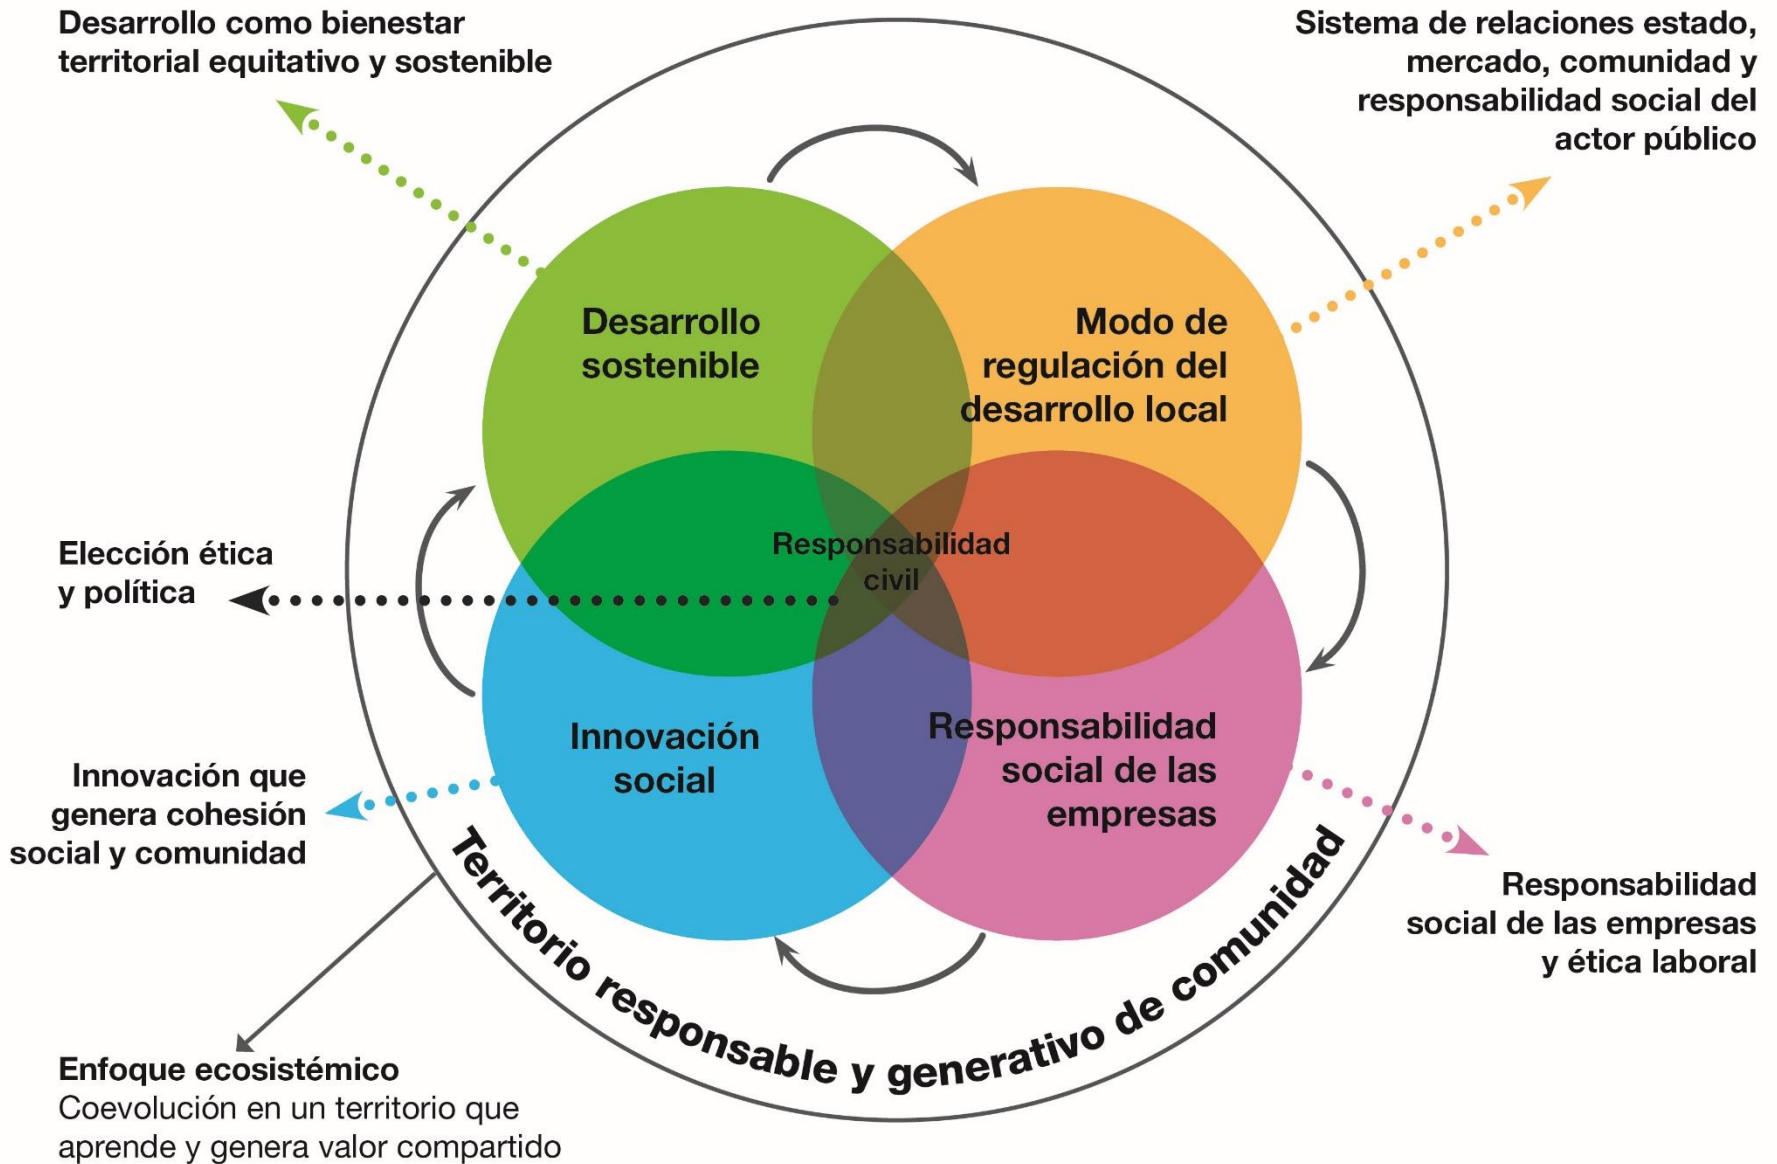 Desarrollo como bienestar
territorial equitativo y sostenible
Sistema de relaciones estado,
mercado, comunidad y
responsabilidad social del
actor público
Desarrollo
sostenible
Modo de
regulación del
desarrollo local
Responsabilidad
civil
Elección ética
y política
Innovación
social
Responsabilidad
social de las
empresas
Innovación que
genera cohesión
social y comunidad
Responsabilidad
social de las empresas
y ética laboral
Territorio responsable y generativo de comunidad
Enfoque ecosistémico
Coevolución en un territorio que
aprende y genera valor compartido